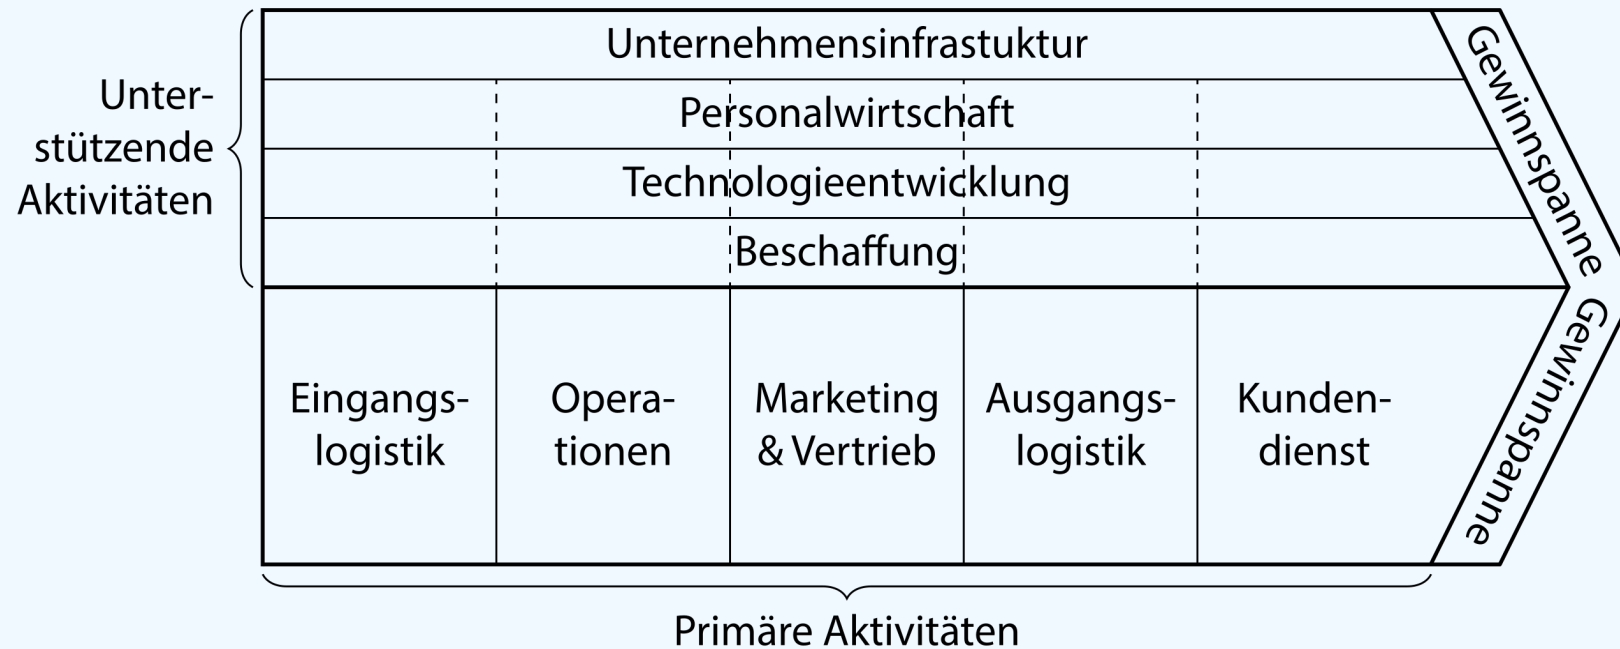 Unternehmensinfrastuktur
Personalwirtschaft
Technologieentwicklung
Beschaffung
Unter-
stützende
Aktivitäten
Gewinnspanne
Gewinnspanne
Eingangs-
logistik
Opera-
tionen
Marketing
& Vertrieb
Ausgangs-
logistik
Kunden-
dienst
Primäre Aktivitäten